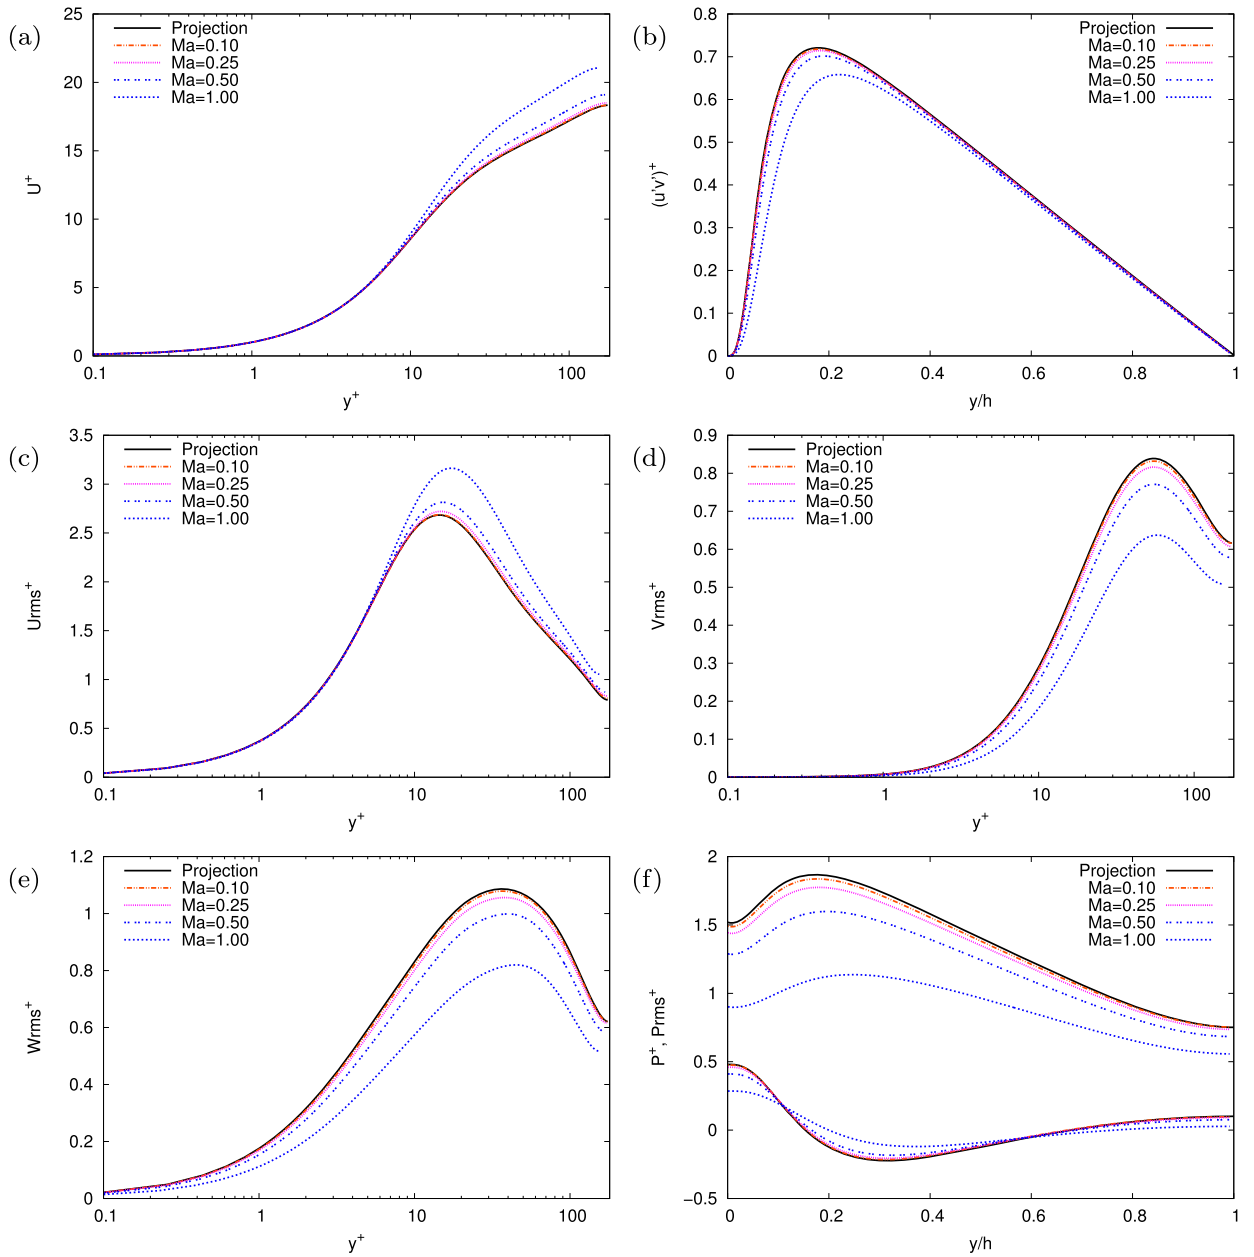 (a)
25
20
15
10
5
0
U+
0.1 1 10 100
y+
Projection
Ma=0.10
Ma=0.25
Ma=0.50
Ma=1.00
(b)
0.8
0.7
0.6
0.5
0.4
0.3
0.2
0.1
0
(u'v')+
0 0.2 0.4 0.6 0.8 1
y/h
Projection
Ma=0.10
Ma=0.25
Ma=0.50
Ma=1.00
(c)
3.5
3
2.5
2
1.5
1
0.5
0
Urms+
0.1 1 10 100
y+
Projection
Ma=0.10
Ma=0.25
Ma=0.50
Ma=1.00
(d)
0.9
0.8
0.7
0.6
0.5
0.4
0.3
0.2
0.1
0
Vrms+
0.1 1 10 100
y+
Projection
Ma=0.10
Ma=0.25
Ma=0.50
Ma=1.00
(e)
1.2
1
0.8
0.6
0.4
0.2
0
Wrms+
0.1 1 10 100
y+
Projection
Ma=0.10
Ma=0.25
Ma=0.50
Ma=1.00
(f)
2
1.5
1
0.5
0
−0.5
P+, Prms+
0 0.2 0.4 0.6 0.8 1
y/h
Projection
Ma=0.10
Ma=0.25
Ma=0.50
Ma=1.00